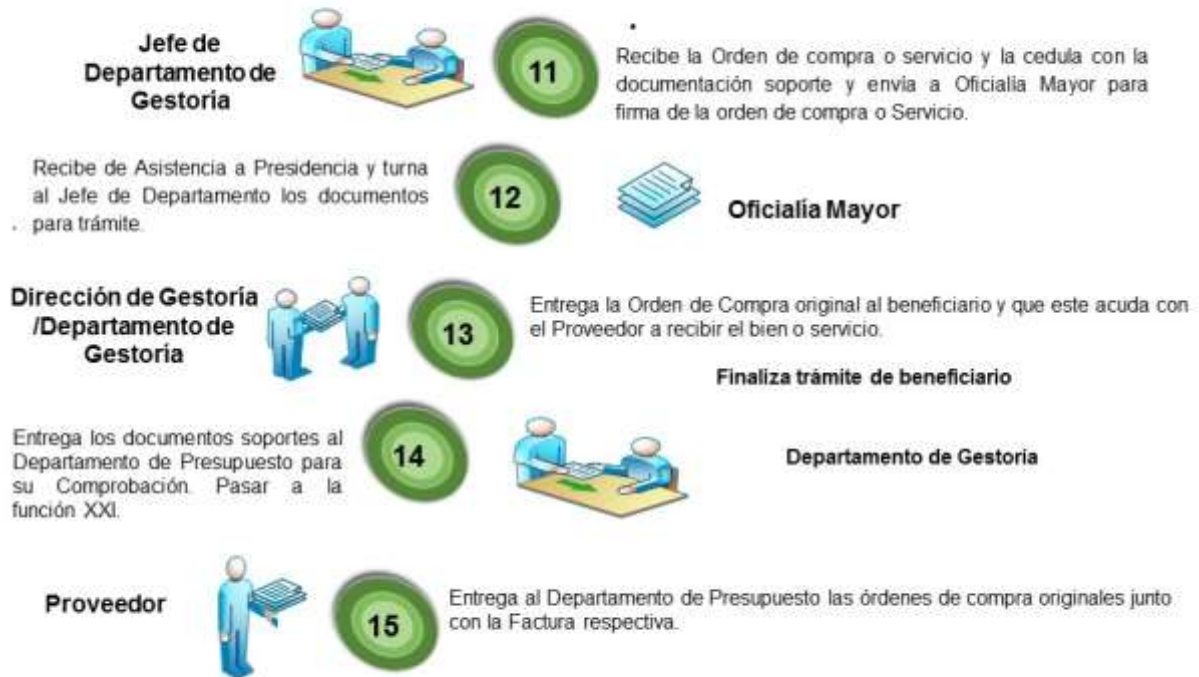 Jefe de
Departamento de
Gestoría
11
Recibe la Orden de compra o servicio y la cedula con la
documentación soporte y envía a Oficialía Mayor para
firma de la orden de compra o Servicio.
Recibe de Asistencia a Presidencia y turna
al Jefe de Departamento los documentos
para trámite.
12
Oficialía Mayor
Dirección de Gestoría
/Departamento de
Gestoría
13
Entrega la Orden de Compra original al beneficiario y que este acuda con
el Proveedor a recibir el bien o servicio.
Finaliza trámite de beneficiario
Entrega los documentos soportes al
Departamento de Presupuesto para
su Comprobación. Pasar a la
función XXI.
14
Departamento de Gestoría
Proveedor
15
Entrega al Departamento de Presupuesto las órdenes de compra originales junto
con la Factura respectiva.